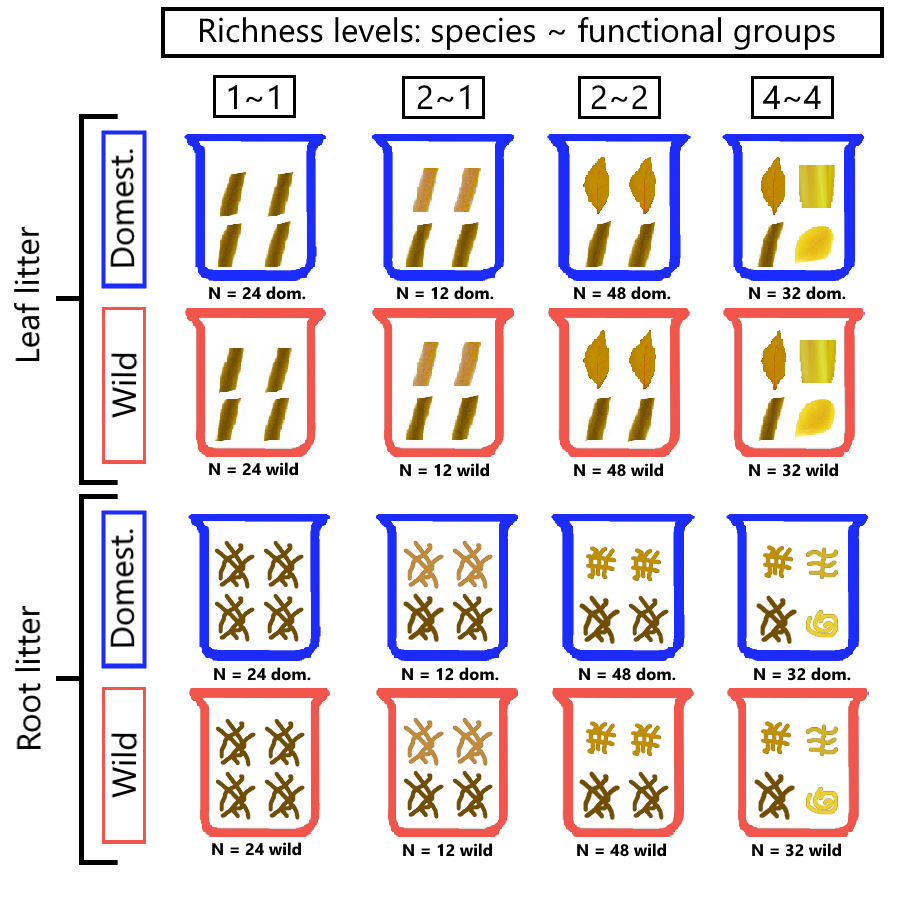 Richness levels: species ~ functional groups
1~1
2~1
2~2
4~4
Leaf litter
Domest.
N = 24 dom.
N = 12 dom.
N = 48 dom.
N = 32 dom.
Wild
N = 24 wild
N = 12 wild
N = 48 wild
N = 32 wild
Root litter
Domest.
N = 24 dom.
N = 12 dom.
N = 48 dom.
N = 32 dom.
Wild
N = 24 wild
N = 12 wild
N = 48 wild
N = 32 wild